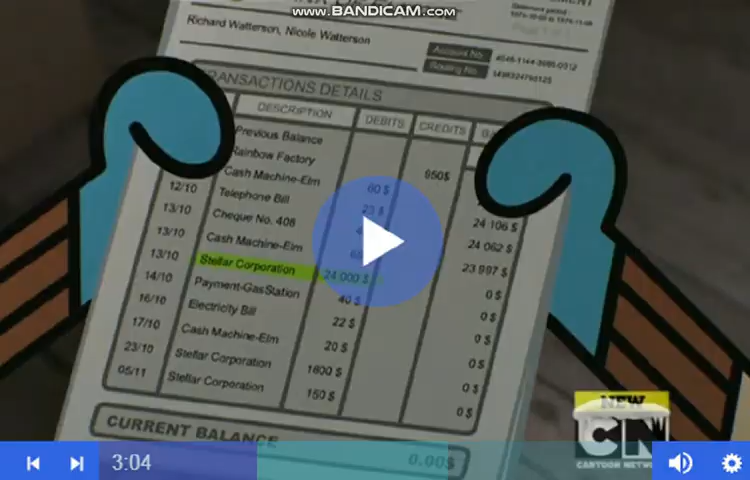 www.BANDICAM.com
Richard Watterson, Nicole Watterson
Account No.
Routing No.
TRANSACTIONS DETAILS
DESCRIPTION DEBITS CREDITS
Previous Balance
Rainbow Factory 950$
Cash Machine-Elm 60 $
12/10 Telephone Bill 24 106 $
13/10 Cheque No. 408 24 062 $
13/10 Cash Machine-Elm 23 997 $
13/10 Stellar Corporation 24 000 $ 0 $
14/10 Payment-GasStation 40 $ 0 $
16/10 Electricity Bill 22 $ 0 $
17/10 Cash Machine-Elm 20 $ 0 $
23/10 Stellar Corporation 1800 $ 0 $
05/11 Stellar Corporation 150 $ 0 $
CURRENT BALANCE
0.00$
NEW
CN
CARTOON NETWORK
3:04